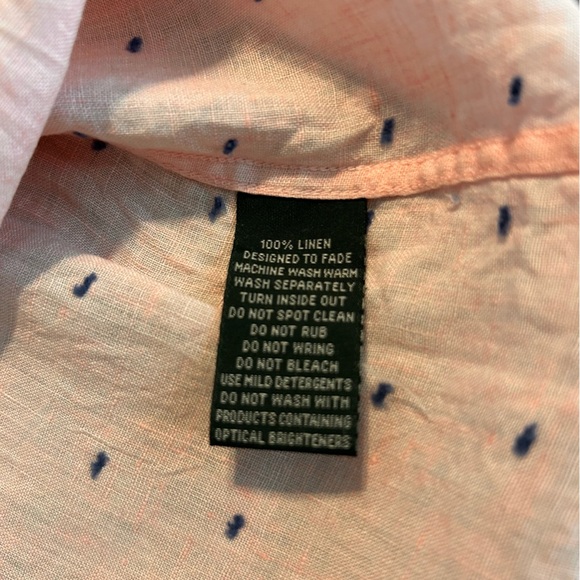 100% LINEN
DESIGNED TO FADE
MACHINE WASH WARM
WASH SEPARATELY
TURN INSIDE OUT
DO NOT SPOT CLEAN
DO NOT RUB
DO NOT WRING
DO NOT BLEACH
USE MILD DETERGENTS
DO NOT WASH WITH
PRODUCTS CONTAINING
OPTICAL BRIGHTENERS